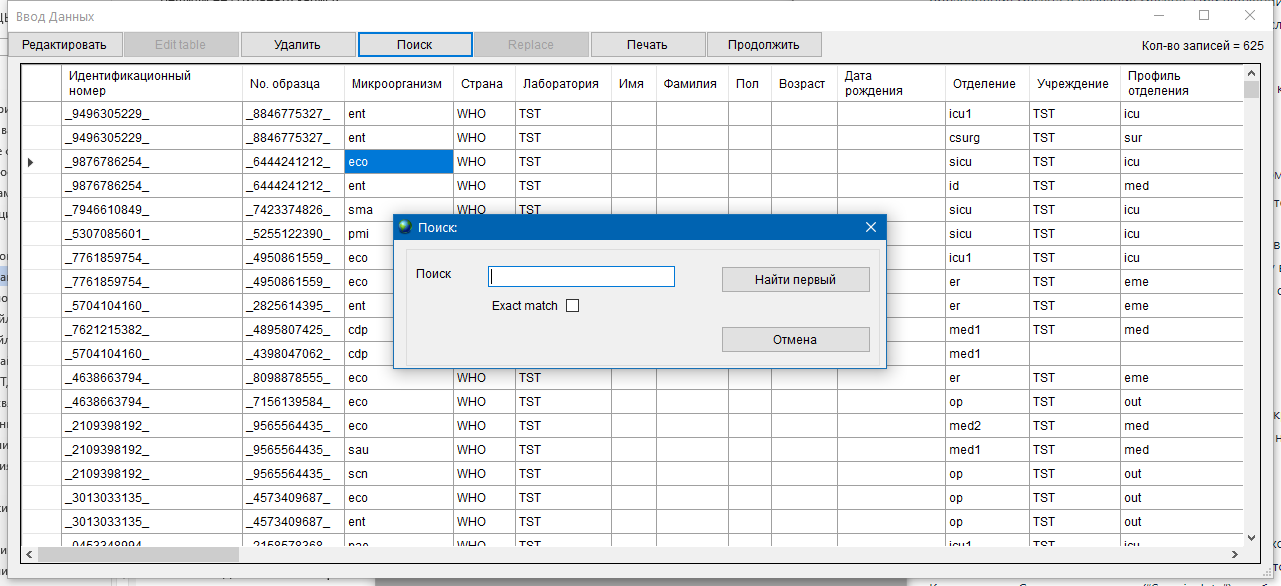 Ввод Данных
Редактировать Edit table Удалить Поиск Replace Печать Продолжить Кол-во записей = 625
Идентификационный номер No. образца Микроорганизм Страна Лаборатория Имя Фамилия Пол Возраст Дата рождения Отделение Учреждение Профиль отделения
_9496305229_ _8846775327_ ent WHO TST icu1 TST icu
_9496305229_ _8846775327_ ent WHO TST csurg TST sur
_9876786254_ _6444241212_ eco WHO TST sicu TST icu
_9876786254_ _6444241212_ ent WHO TST id TST med
_7946610849_ _7423374826_ sma WHO TST sicu TST icu
_5307085601_ _5255122390_ pmi sicu TST icu
_7761859754_ _4950861559_ eco icu1 TST icu
_7761859754_ _4950861559_ eco er TST eme
_5704104160_ _2825614395_ ent er TST eme
_7621215382_ _4895807425_ cdp med1 TST med
_5704104160_ _4398047062_ cdp med1
_4638663794_ _8098878555_ eco WHO TST er TST eme
_4638663794_ _7156139584_ eco WHO TST op TST out
_2109398192_ _9565564435_ eco WHO TST med2 TST med
_2109398192_ _9565564435_ sau WHO TST med1 TST med
_2109398192_ _9565564435_ scn WHO TST op TST out
_3013033135_ _4573409687_ eco WHO TST op TST out
_3013033135_ _4573409687_ ent WHO TST op TST out
Поиск:
Поиск Найти первый
Exact match
Отмена